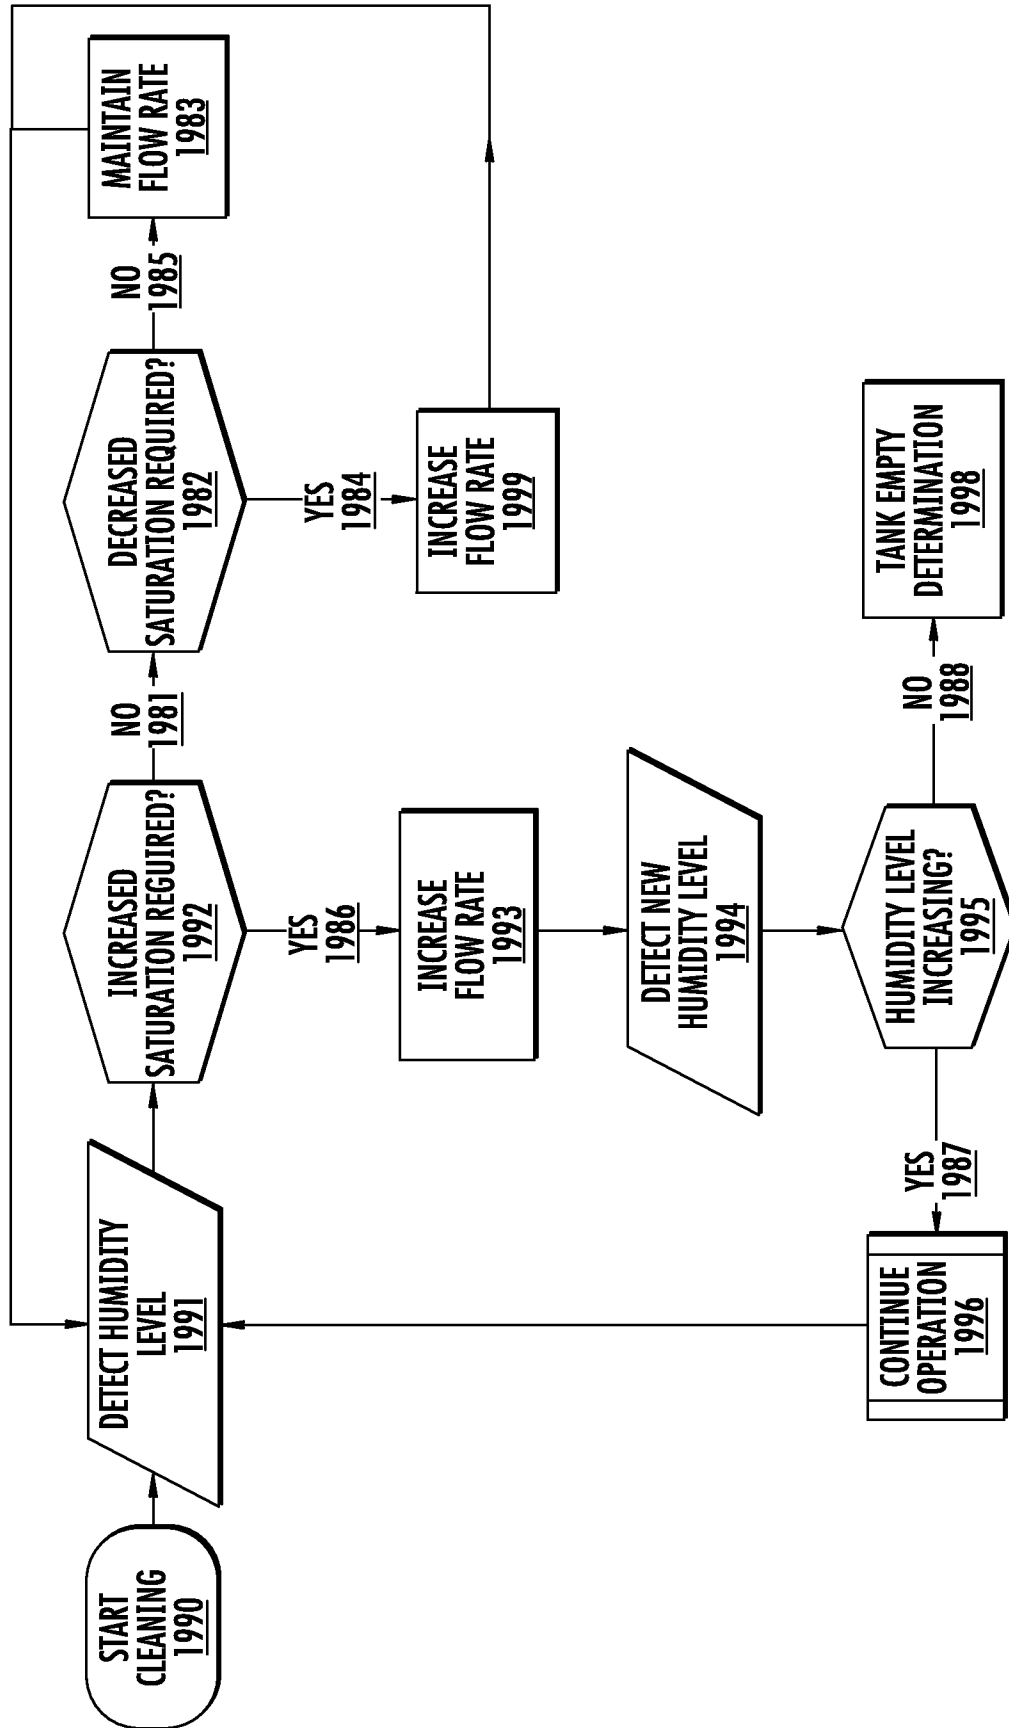 START
CLEANING
1990
DETECT HUMIDITY
LEVEL
1991
INCREASED
SATURATION REGUIRED?
1992
NO
1981
DECREASED
SATURATION REQUIRED?
1982
NO
1985
MAINTAIN
FLOW RATE
1983
YES
1986
YES
1984
INCREASE
FLOW RATE
1993
INCREASE
FLOW RATE
1999
DETECT NEW
HUMIDITY LEVEL
1994
CONTINUE
OPERATION
1996
YES
1987
HUMIDITY LEVEL
INCREASING?
1995
NO
1988
TANK EMPTY
DETERMINATION
1998